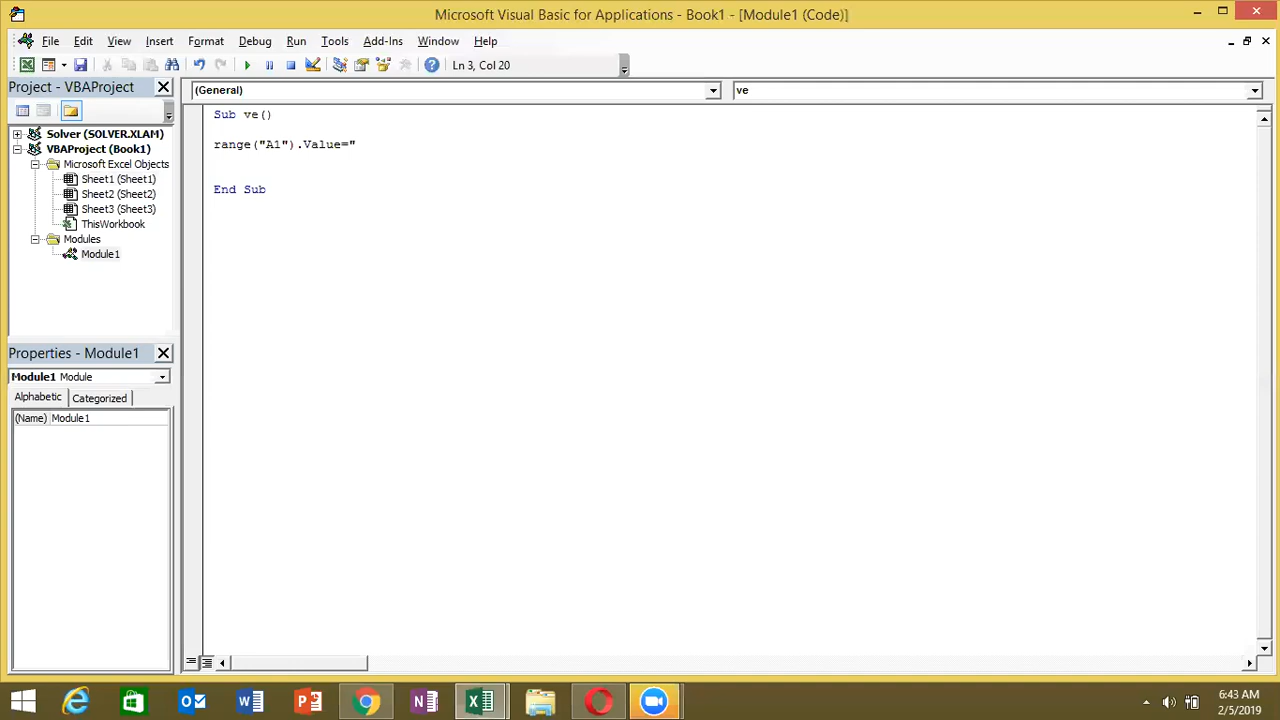 Microsoft Visual Basic for Applications - Book1 - [Module1 (Code)]
File Edit View Insert Format Debug Run Tools Add-Ins Window Help
Ln 3, Col 20
Project - VBAProject
(General)
ve
Solver (SOLVER.XLAM)
VBAProject (Book1)
Microsoft Excel Objects
Sheet1 (Sheet1)
Sheet2 (Sheet2)
Sheet3 (Sheet3)
ThisWorkbook
Modules
Module1
Sub ve()
range("A1").Value="
End Sub
Properties - Module1
Module1 Module
Alphabetic Categorized
(Name) Module1
6:43 AM
2/5/2019